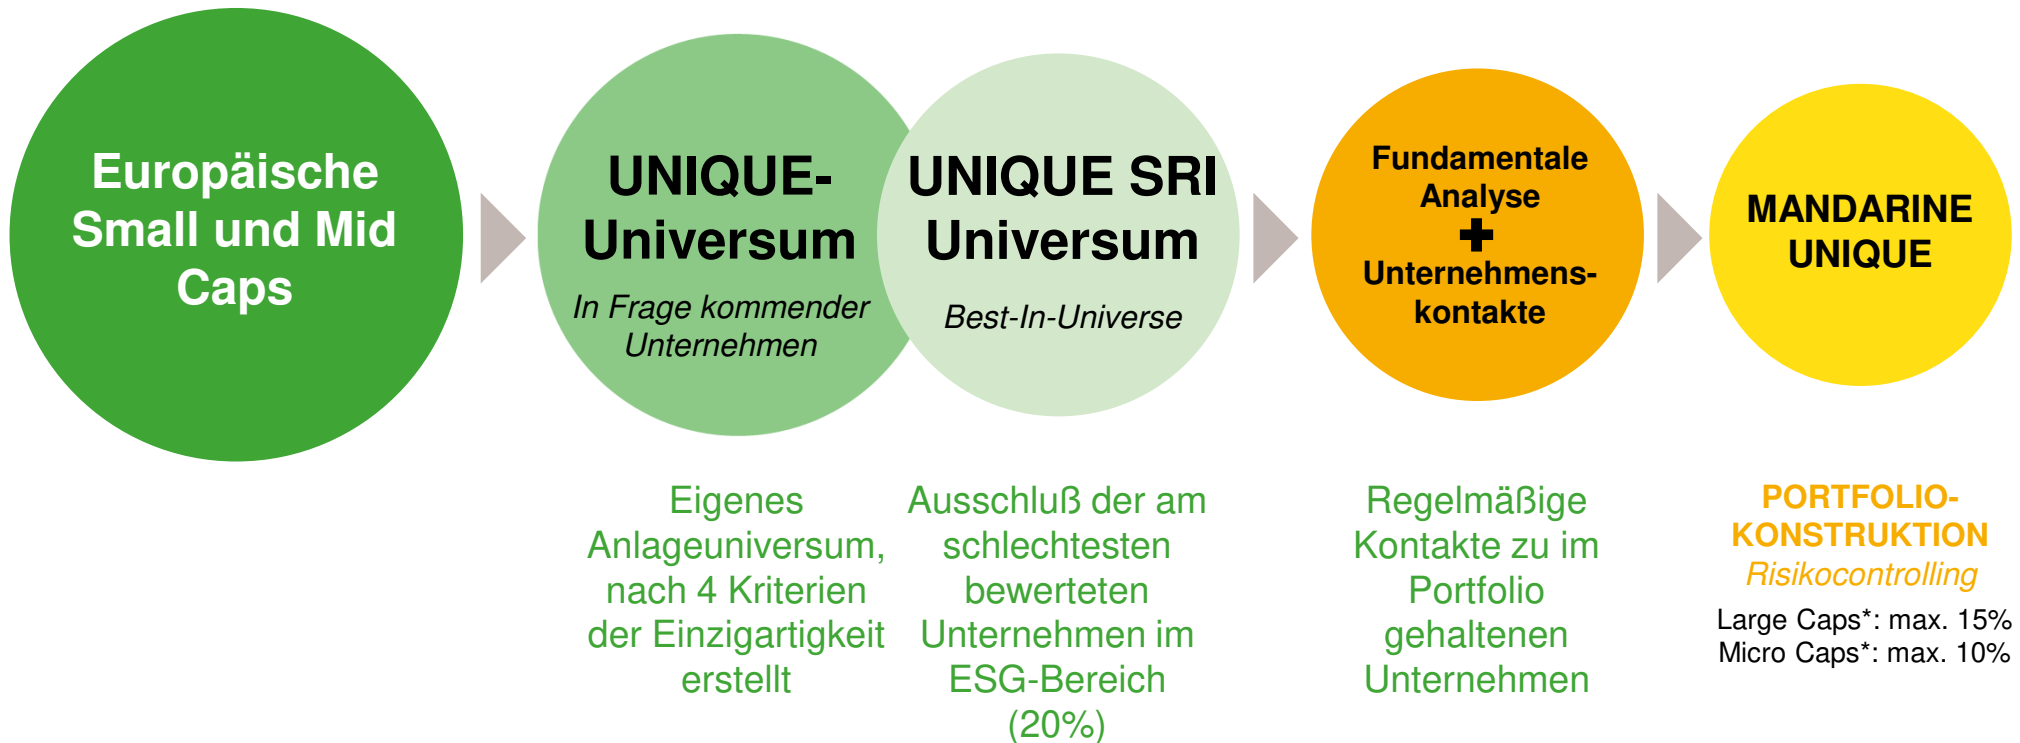 Europäische
Small und Mid
Caps
UNIQUE-
Universum
In Frage kommender
Unternehmen
UNIQUE SRI
Universum
Best-In-Universe
Fundamentale
Analyse
+
Unternehmens-
kontakte
MANDARINE
UNIQUE
Eigenes
Anlageuniversum,
nach 4 Kriterien
der Einzigartigkeit
erstellt
Ausschluß der am
schlechtesten
bewerteten
Unternehmen im
ESG-Bereich
(20%)
Regelmäßige
Kontakte zu im
Portfolio
gehaltenen
Unternehmen
PORTFOLIO-
KONSTRUKTION
Risikocontrolling
Large Caps*: max. 15%
Micro Caps*: max. 10%